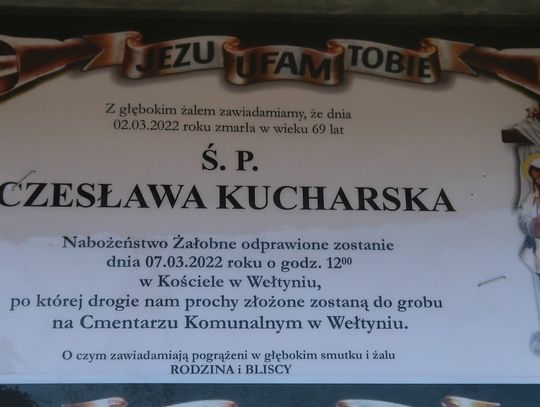 JEZU UFAM TOBIE
Z głębokim żalem zawiadamiamy, że dnia
02.03.2022 roku zmarła w wieku 69 lat
Ś. P.
CZESŁAWA KUCHARSKA
Nabożeństwo Żałobne odprawione zostanie
dnia 07.03.2022 roku o godz. 12⁰⁰
w Kościele w Wełtyniu,
po której drogie nam prochy złożone zostaną do grobu
na Cmentarzu Komunalnym w Wełtyniu.
O czym zawiadamiają pogrążeni w głębokim smutku i żalu
RODZINA i BLISCY